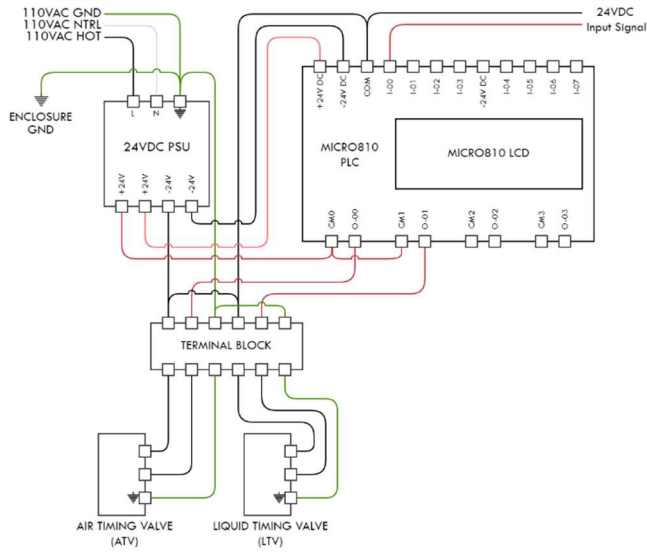 110VAC GND
110VAC NTRL
110VAC HOT
24VDC
Input Signal
ENCLOSURE
GND
L
N
24VDC PSU
+24V
+24V
-24V
-24V
+24V DC
-24V DC
COM
I-00
I-01
I-02
I-03
-24V DC
I-04
I-05
I-06
I-07
MICRO810
PLC
MICRO810 LCD
CM0
O-00
CM1
O-01
CM2
O-02
CM3
O-03
TERMINAL BLOCK
AIR TIMING VALVE
(ATV)
LIQUID TIMING VALVE
(LTV)